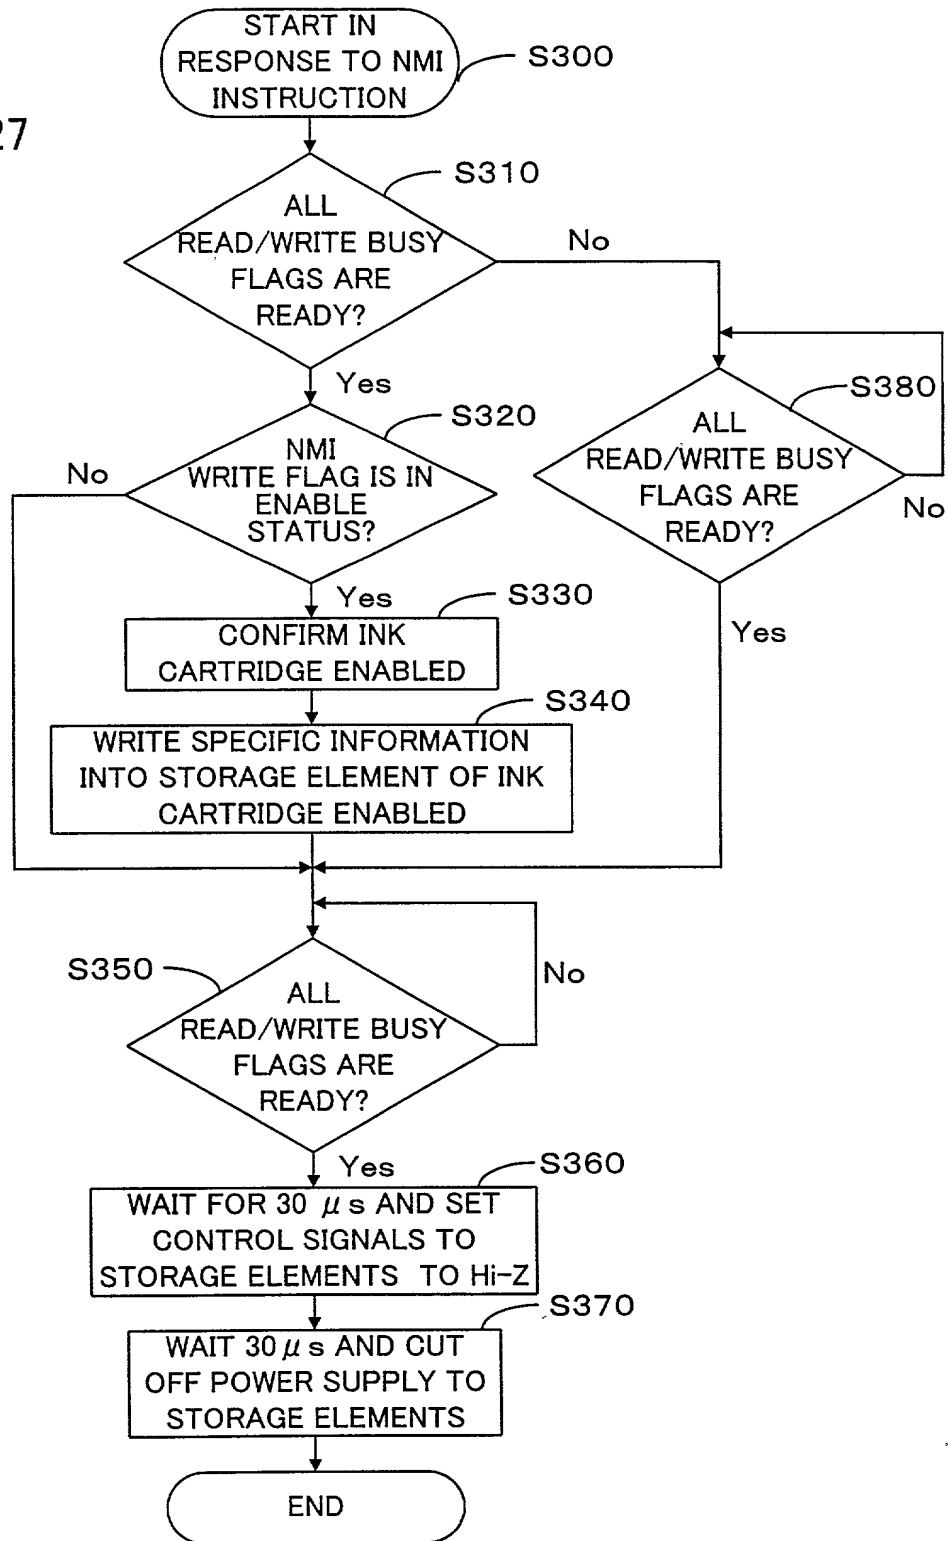 START IN
RESPONSE TO NMI
INSTRUCTION
S300
27
S310
ALL
READ/WRITE BUSY
FLAGS ARE
READY?
No
Yes
S320
NMI
WRITE FLAG IS IN
ENABLE
STATUS?
No
Yes
S380
ALL
READ/WRITE BUSY
FLAGS ARE
READY?
No
Yes
S330
CONFIRM INK
CARTRIDGE ENABLED
S340
WRITE SPECIFIC INFORMATION
INTO STORAGE ELEMENT OF INK
CARTRIDGE ENABLED
S350
ALL
READ/WRITE BUSY
FLAGS ARE
READY?
No
Yes
S360
WAIT FOR 30 μs AND SET
CONTROL SIGNALS TO
STORAGE ELEMENTS TO Hi-Z
S370
WAIT 30μs AND CUT
OFF POWER SUPPLY TO
STORAGE ELEMENTS
END